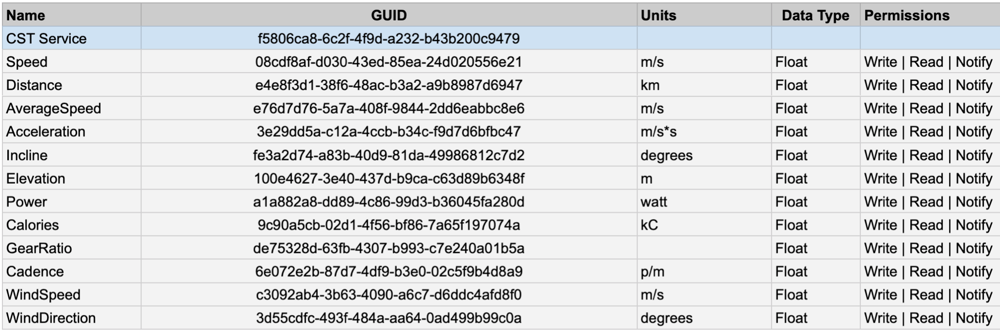 Name GUID Units Data Type Permissions
CST Service f5806ca8-6c2f-4f9d-a232-b43b200c9479
Speed 08cdf8af-d030-43ed-85ea-24d020556e21 m/s Float Write | Read | Notify
Distance e4e8f3d1-38f6-48ac-b3a2-a9b8987d6947 km Float Write | Read | Notify
AverageSpeed e76d7d76-5a7a-408f-9844-2dd6eabbc8e6 m/s Float Write | Read | Notify
Acceleration 3e29dd5a-c12a-4ccb-b34c-f9d7d6bfbc47 m/s*s Float Write | Read | Notify
Incline fe3a2d74-a83b-40d9-81da-49986812c7d2 degrees Float Write | Read | Notify
Elevation 100e4627-3e40-437d-b9ca-c63d89b6348f m Float Write | Read | Notify
Power a1a882a8-dd89-4c86-99d3-b36045fa280d watt Float Write | Read | Notify
Calories 9c90a5cb-02d1-4f56-bf86-7a65f197074a kC Float Write | Read | Notify
GearRatio de75328d-63fb-4307-b993-c7e240a01b5a Float Write | Read | Notify
Cadence 6e072e2b-87d7-4df9-b3e0-02c5f9b4d8a9 p/m Float Write | Read | Notify
WindSpeed c3092ab4-3b63-4090-a6c7-d6ddc4afd8f0 m/s Float Write | Read | Notify
WindDirection 3d55cdfc-493f-484a-aa64-0ad499b99c0a degrees Float Write | Read | Notify